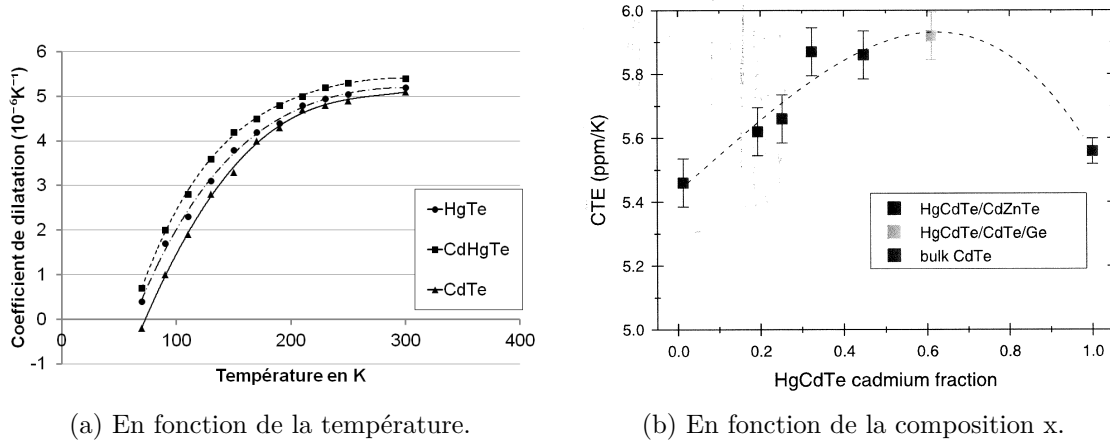 6
5
4
3
2
1
0
-1
0
100
200
300
400
Coefficient de dilatation (10⁻⁶K⁻¹)
Température en K
HgTe
CdHgTe
CdTe
(a) En fonction de la température.
6.0
5.8
5.6
5.4
5.2
5.0
0.0
0.2
0.4
0.6
0.8
1.0
CTE (ppm/K)
HgCdTe cadmium fraction
HgCdTe/CdZnTe
HgCdTe/CdTe/Ge
bulk CdTe
(b) En fonction de la composition x.